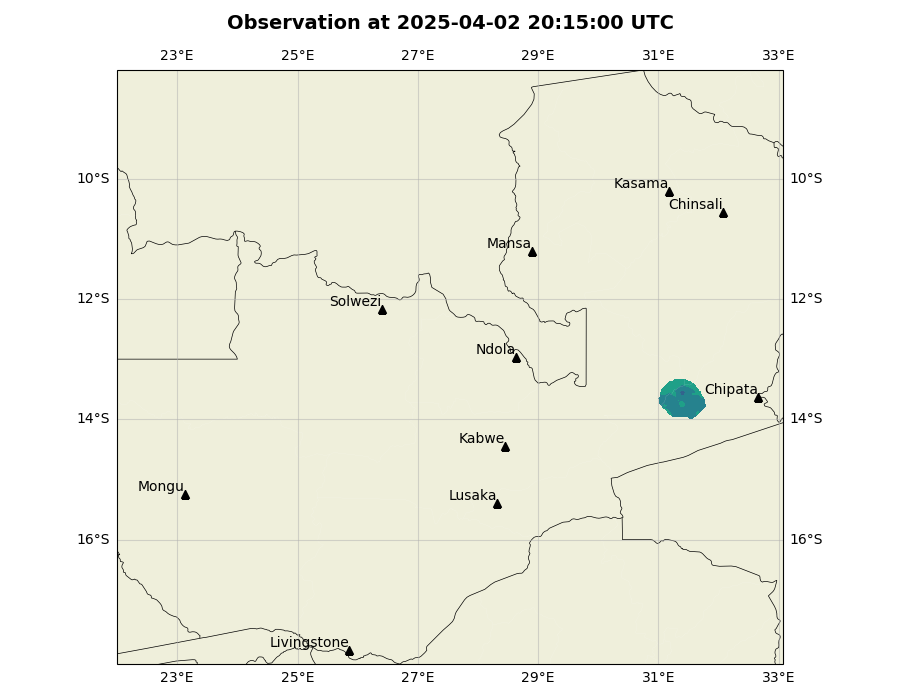 Observation at 2025-04-02 20:15:00 UTC
23°E 25°E 27°E 29°E 31°E 33°E
10°S 10°S
Kasama
Chinsali
Mansa
12°S 12°S
Solwezi
Ndola
Chipata
14°S 14°S
Kabwe
Mongu
Lusaka
16°S 16°S
Livingstone
23°E 25°E 27°E 29°E 31°E 33°E